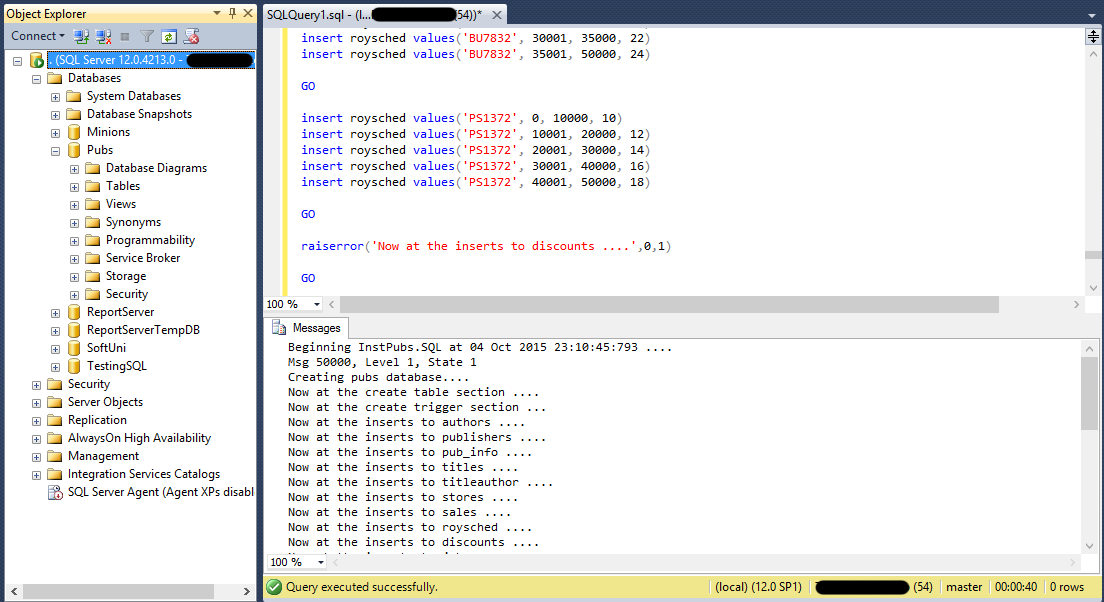 Object Explorer
Connect
. (SQL Server 12.0.4213.0 -
Databases
System Databases
Database Snapshots
Minions
Pubs
Database Diagrams
Tables
Views
Synonyms
Programmability
Service Broker
Storage
Security
ReportServer
ReportServerTempDB
SoftUni
TestingSQL
Security
Server Objects
Replication
AlwaysOn High Availability
Management
Integration Services Catalogs
SQL Server Agent (Agent XPs disabl
SQLQuery1.sql - (l... (54))*
insert roysched values('BU7832', 30001, 35000, 22)
insert roysched values('BU7832', 35001, 50000, 24)
GO
insert roysched values('PS1372', 0, 10000, 10)
insert roysched values('PS1372', 10001, 20000, 12)
insert roysched values('PS1372', 20001, 30000, 14)
insert roysched values('PS1372', 30001, 40000, 16)
insert roysched values('PS1372', 40001, 50000, 18)
GO
raiserror('Now at the inserts to discounts ....',0,1)
GO
100 %
Messages
Beginning InstPubs.SQL at 04 Oct 2015 23:10:45:793 ....
Msg 50000, Level 1, State 1
Creating pubs database....
Now at the create table section ....
Now at the create trigger section ...
Now at the inserts to authors ....
Now at the inserts to publishers ....
Now at the inserts to pub_info ....
Now at the inserts to titles ....
Now at the inserts to titleauthor ....
Now at the inserts to stores ....
Now at the inserts to sales ....
Now at the inserts to roysched ....
Now at the inserts to discounts ....
100 %
Query executed successfully.
(local) (12.0 SP1)
(54)
master
00:00:40
0 rows